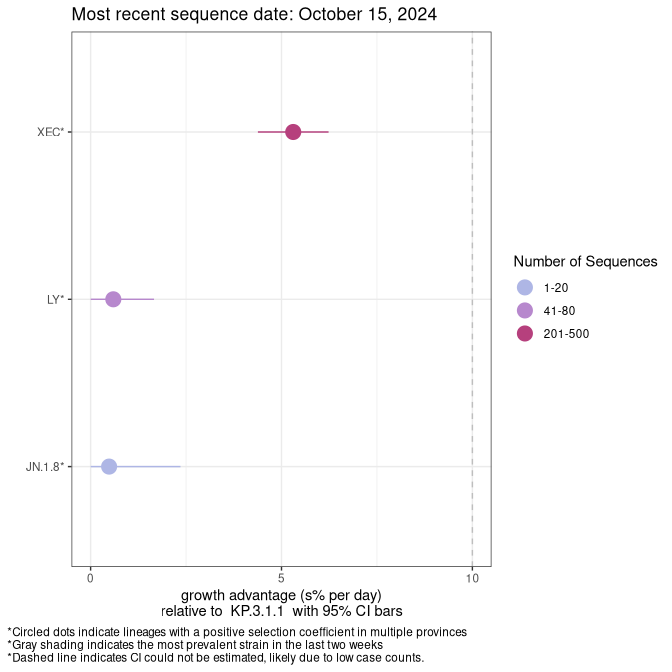 Most recent sequence date: October 15, 2024
XEC*
LY*
JN.1.8*
Number of Sequences
1-20
41-80
201-500
0 5 10
growth advantage (s% per day)
relative to  KP.3.1.1  with 95% CI bars
*Circled dots indicate lineages with a positive selection coefficient in multiple provinces
*Gray shading indicates the most prevalent strain in the last two weeks
*Dashed line indicates CI could not be estimated, likely due to low case counts.